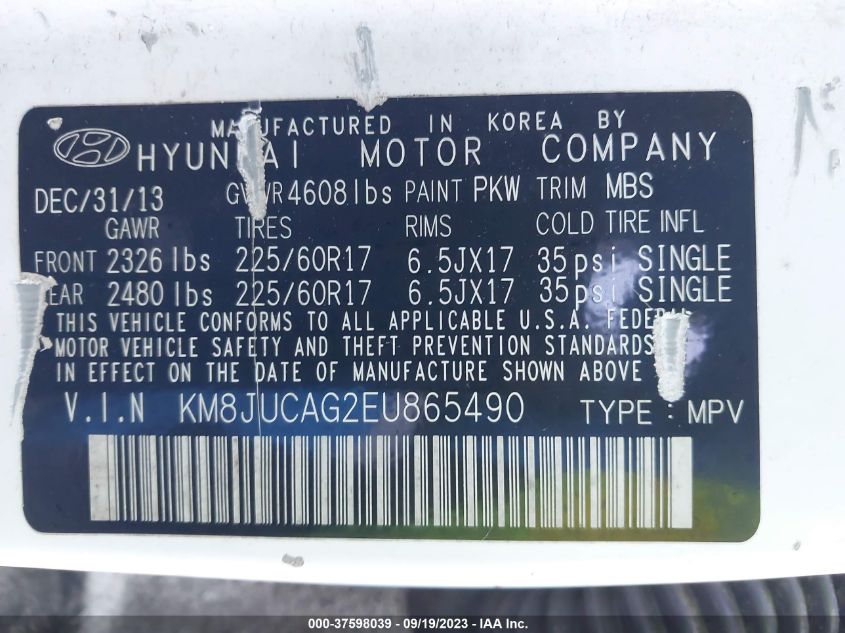 MANUFACTURED IN KOREA BY
HYUNDAI MOTOR COMPANY
DEC/31/13 GVWR 4608 lbs PAINT PKW TRIM MBS
GAWR TIRES RIMS COLD TIRE INFL
FRONT 2326 lbs 225/60R17 6.5JX17 35psi SINGLE
REAR 2480 lbs 225/60R17 6.5JX17 35psi SINGLE
THIS VEHICLE CONFORMS TO ALL APPLICABLE U.S.A. FEDERAL
MOTOR VEHICLE SAFETY AND THEFT PREVENTION STANDARDS
IN EFFECT ON THE DATE OF MANUFACTURE SHOWN ABOVE
V.I.N KM8JUCAG2EU865490 TYPE : MPV
000-37598039 - 09/19/2023 - IAA Inc.